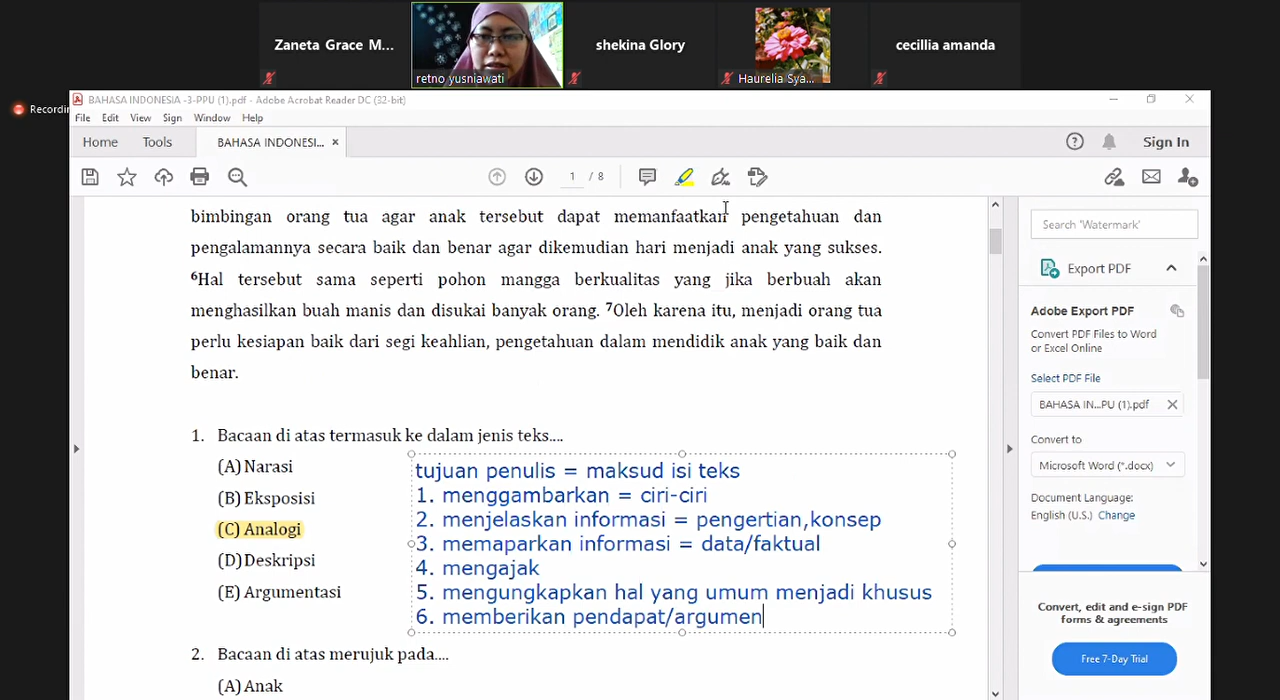 Zaneta Grace M...
retno yusniawati
shekina Glory
Haurelia Sya...
cecillia amanda
Recordin
BAHASA INDONESIA -3-PPU (1).pdf - Adobe Acrobat Reader DC (32-bit)
File Edit View Sign Window Help
Home Tools BAHASA INDONESI... × Sign In
1 / 8
bimbingan orang tua agar anak tersebut dapat memanfaatkan pengetahuan dan
pengalamannya secara baik dan benar agar dikemudian hari menjadi anak yang sukses.
⁶Hal tersebut sama seperti pohon mangga berkualitas yang jika berbuah akan
menghasilkan buah manis dan disukai banyak orang. ⁷Oleh karena itu, menjadi orang tua
perlu kesiapan baik dari segi keahlian, pengetahuan dalam mendidik anak yang baik dan
benar.
1. Bacaan di atas termasuk ke dalam jenis teks....
(A) Narasi
(B) Eksposisi
(C) Analogi
(D) Deskripsi
(E) Argumentasi
tujuan penulis = maksud isi teks
1. menggambarkan = ciri-ciri
2. menjelaskan informasi = pengertian,konsep
3. memaparkan informasi = data/faktual
4. mengajak
5. mengungkapkan hal yang umum menjadi khusus
6. memberikan pendapat/argumen
2. Bacaan di atas merujuk pada....
(A) Anak
Search 'Watermark'
Export PDF
Adobe Export PDF
Convert PDF Files to Word
or Excel Online
Select PDF File
BAHASA IN...PU (1).pdf
Convert to
Microsoft Word (*.docx)
Document Language:
English (U.S.) Change
Convert, edit and e-sign PDF
forms & agreements
Free 7-Day Trial